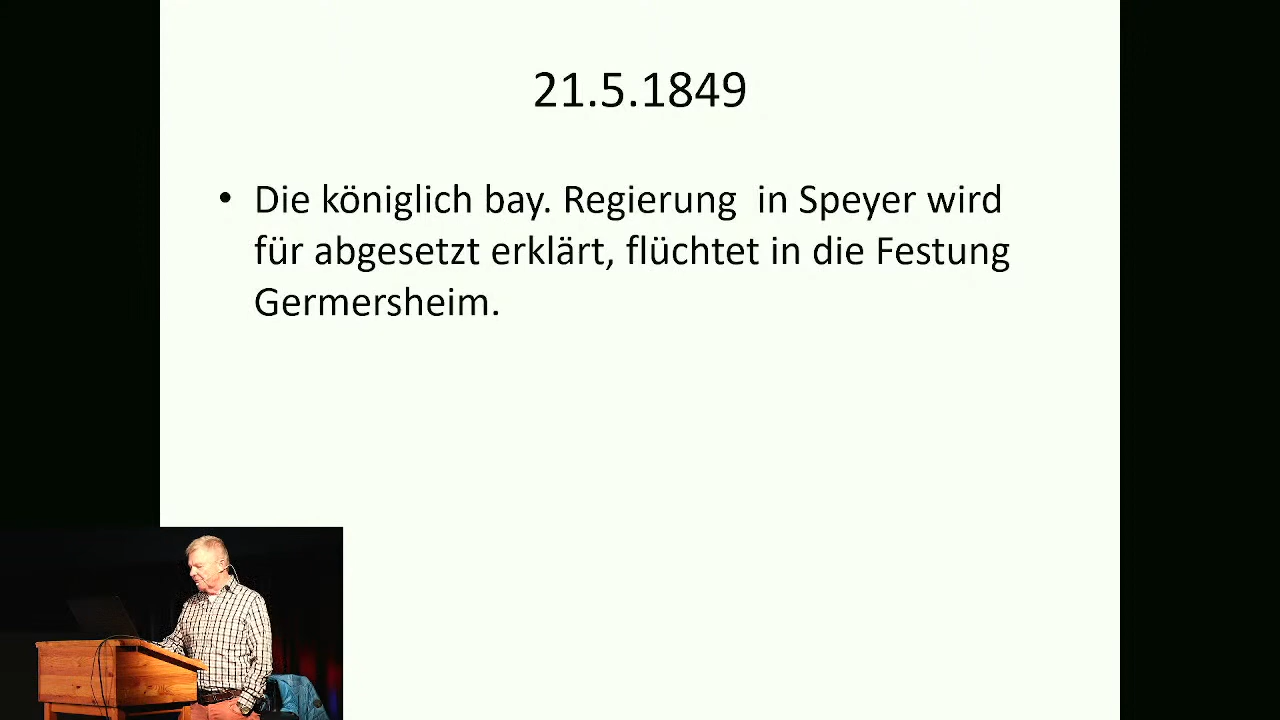 21.5.1849
• Die königlich bay. Regierung  in Speyer wird
für abgesetzt erklärt, flüchtet in die Festung
Germersheim.